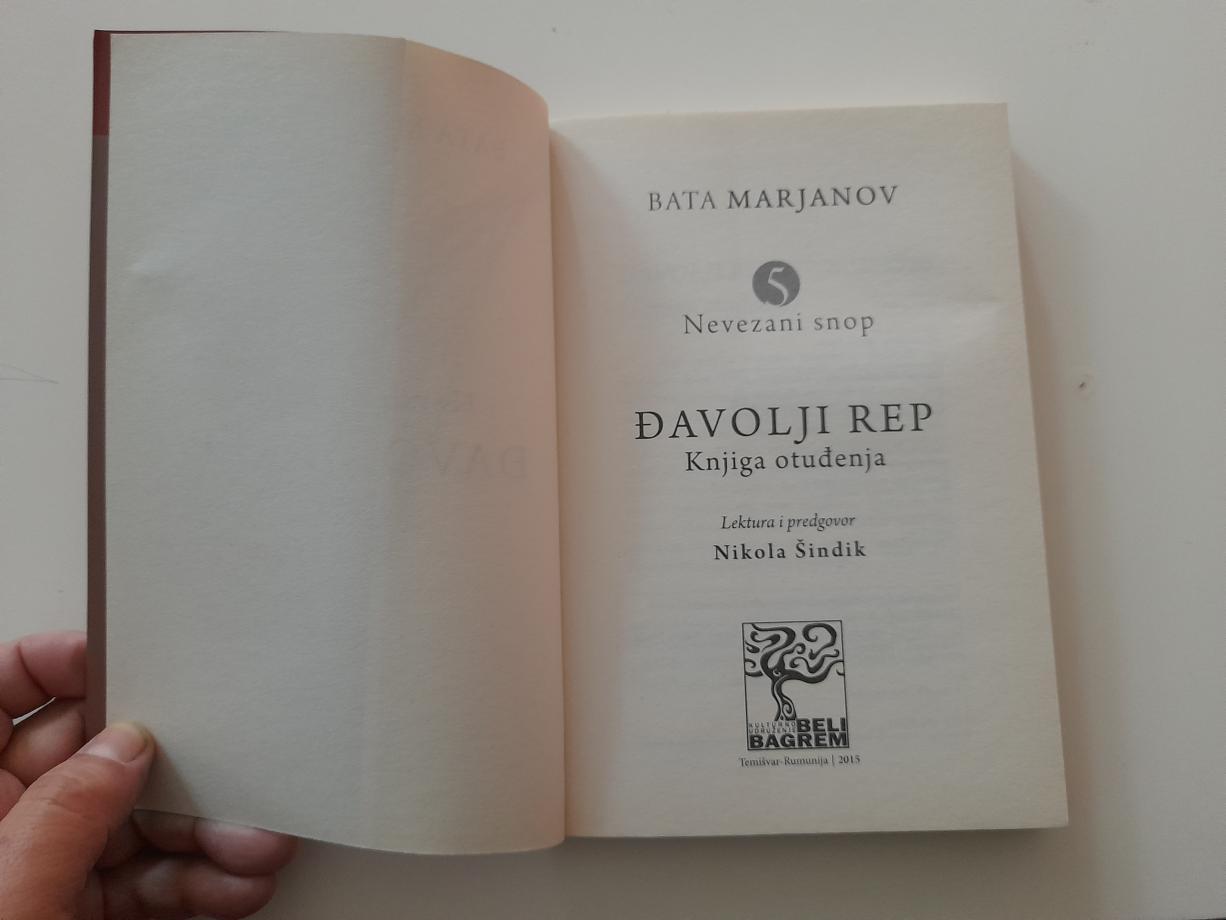 BATA MARJANOV
5
Nevezani snop
ĐAVOLJI REP
Knjiga otuđenja
Lektura i predgovor
Nikola Šindik
KULTURNO
UDRUŽENJE
BELI
BAGREM
Temišvar-Rumunija | 2015